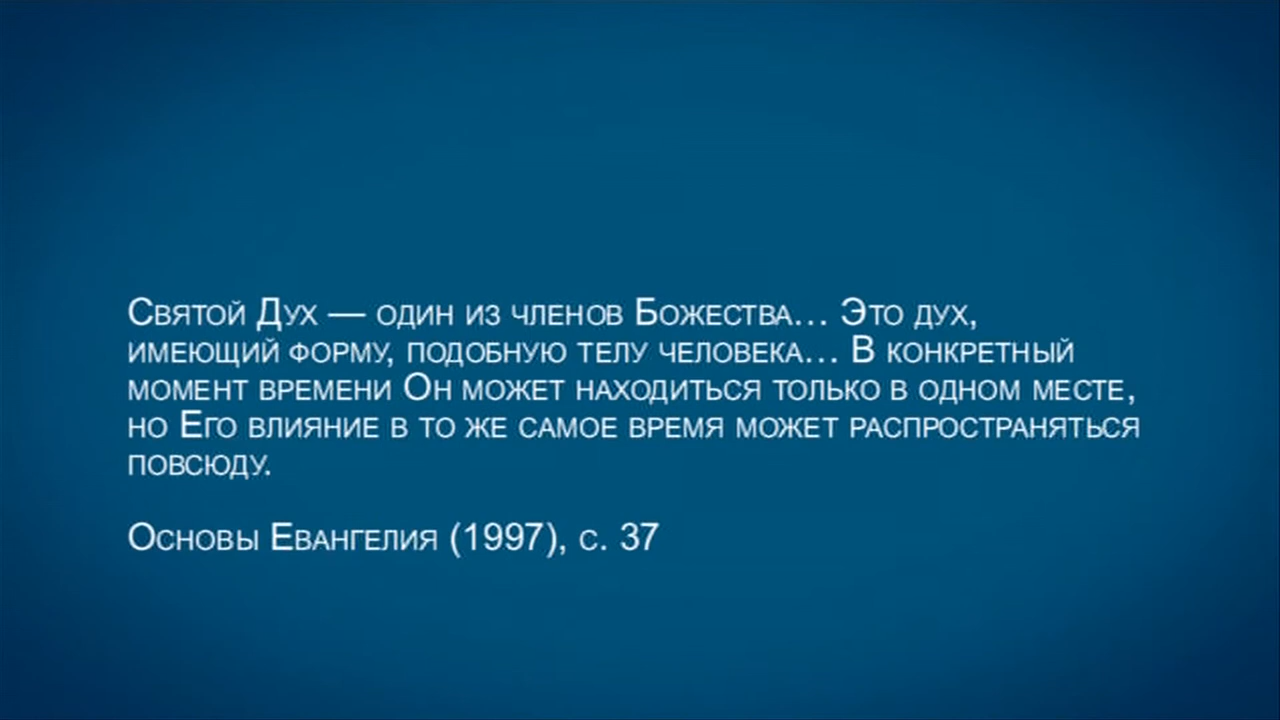 Святой Дух — один из членов Божества... Это дух,
имеющий форму, подобную телу человека... В конкретный
момент времени Он может находиться только в одном месте,
но Его влияние в то же самое время может распространяться
повсюду.
Основы Евангелия (1997), с. 37